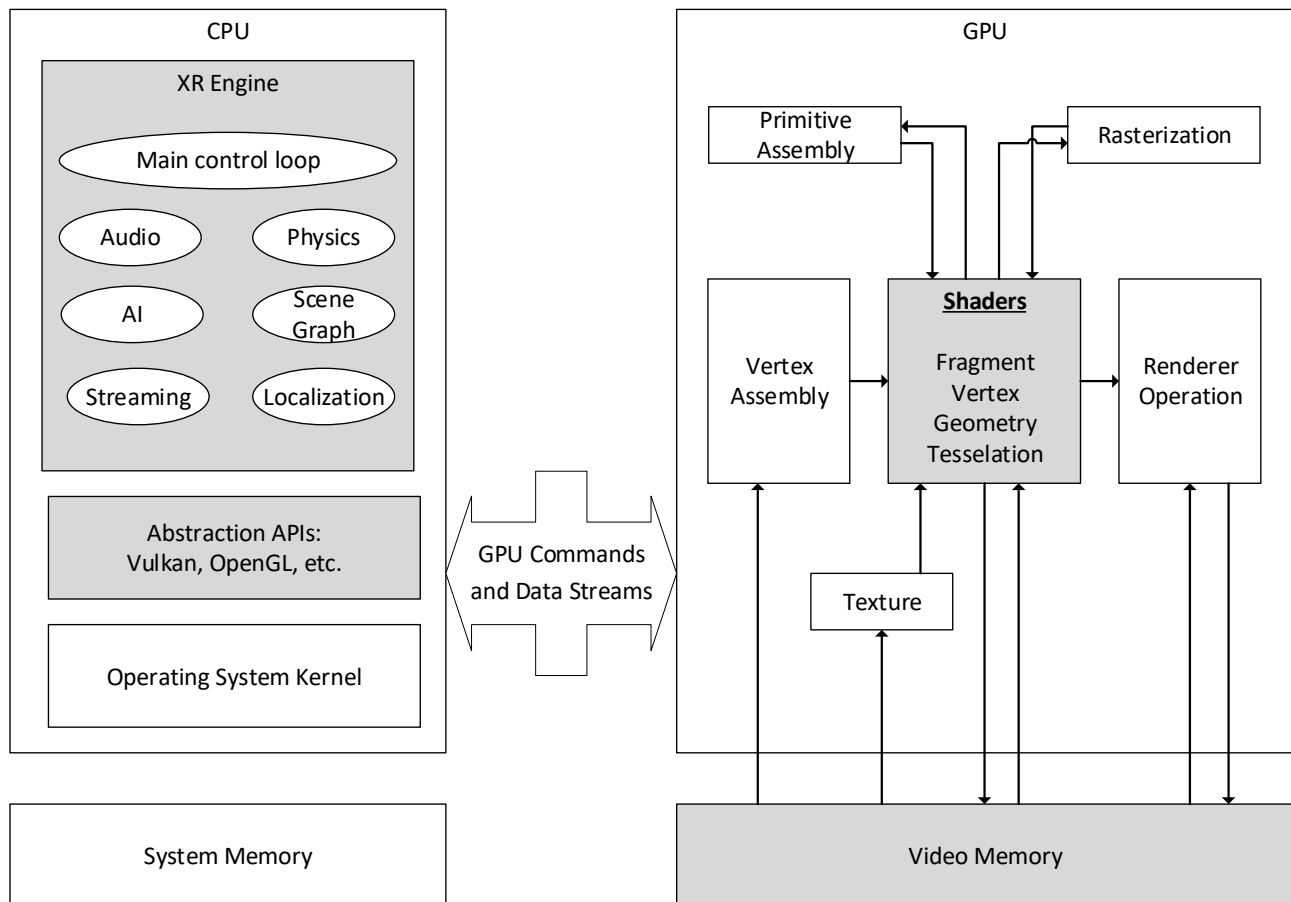 CPU
XR Engine
Main control loop
Audio
Physics
AI
Scene
Graph
Streaming
Localization
Abstraction APIs:
Vulkan, OpenGL, etc.
Operating System Kernel
System Memory
GPU Commands
and Data Streams
GPU
Primitive
Assembly
Rasterization
Vertex
Assembly
Shaders
Fragment
Vertex
Geometry
Tesselation
Renderer
Operation
Texture
Video Memory